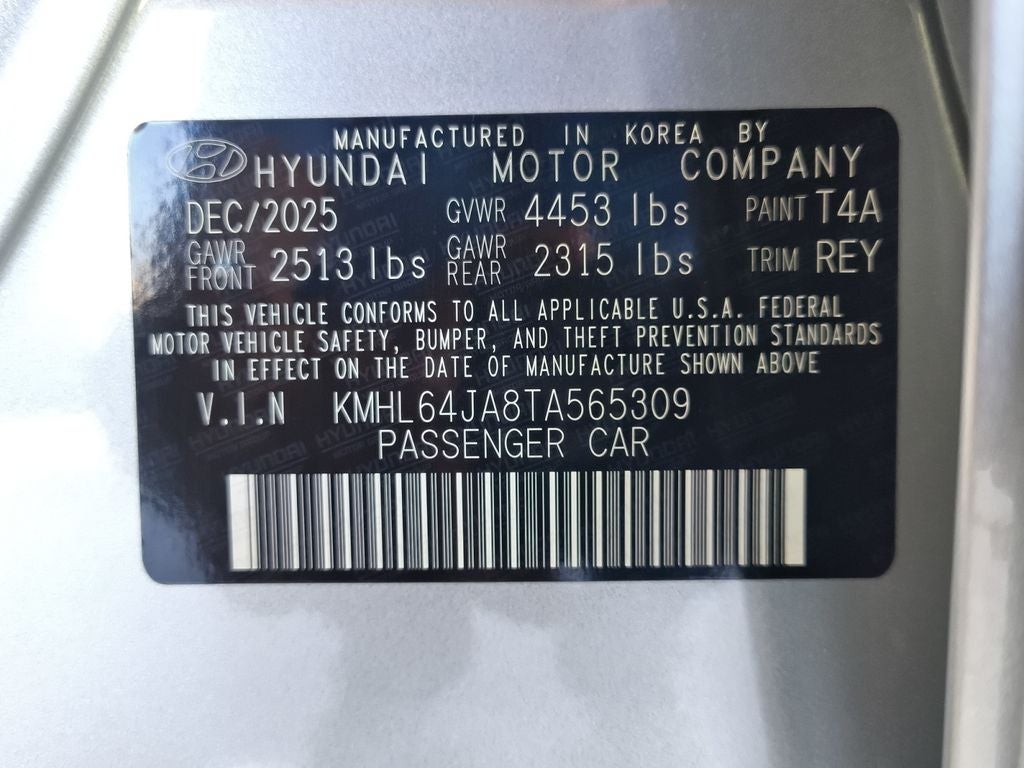 MANUFACTURED IN KOREA BY
HYUNDAI MOTOR COMPANY
DEC/2025 GVWR 4453 lbs PAINT T4A
GAWR FRONT 2513 lbs GAWR REAR 2315 lbs TRIM REY
THIS VEHICLE CONFORMS TO ALL APPLICABLE U.S.A. FEDERAL
MOTOR VEHICLE SAFETY, BUMPER, AND THEFT PREVENTION STANDARDS
IN EFFECT ON THE DATE OF MANUFACTURE SHOWN ABOVE
V.I.N KMHL64JA8TA565309
PASSENGER CAR